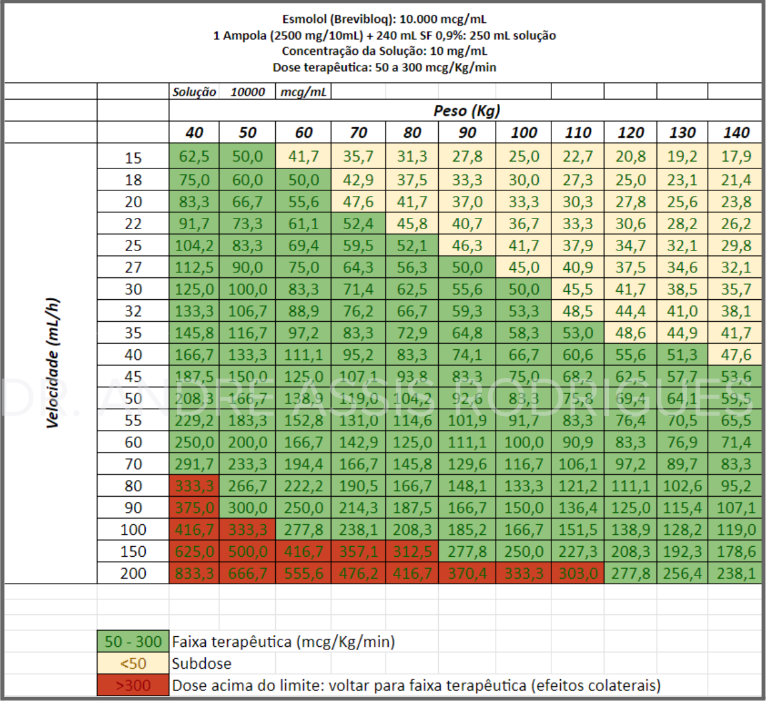 Esmolol (Brevibloq): 10.000 mcg/mL
1 Ampola (2500 mg/10mL) + 240 mL SF 0,9%: 250 mL solução
Concentração da Solução: 10 mg/mL
Dose terapêutica: 50 a 300 mcg/Kg/min
Solução 10000 mcg/mL
Peso (Kg)
40 50 60 70 80 90 100 110 120 130 140
Velocidade (mL/h)
15 62,5 50,0 41,7 35,7 31,3 27,8 25,0 22,7 20,8 19,2 17,9
18 75,0 60,0 50,0 42,9 37,5 33,3 30,0 27,3 25,0 23,1 21,4
20 83,3 66,7 55,6 47,6 41,7 37,0 33,3 30,3 27,8 25,6 23,8
22 91,7 73,3 61,1 52,4 45,8 40,7 36,7 33,3 30,6 28,2 26,2
25 104,2 83,3 69,4 59,5 52,1 46,3 41,7 37,9 34,7 32,1 29,8
27 112,5 90,0 75,0 64,3 56,3 50,0 45,0 40,9 37,5 34,6 32,1
30 125,0 100,0 83,3 71,4 62,5 55,6 50,0 45,5 41,7 38,5 35,7
32 133,3 106,7 88,9 76,2 66,7 59,3 53,3 48,5 44,4 41,0 38,1
35 145,8 116,7 97,2 83,3 72,9 64,8 58,3 53,0 48,6 44,9 41,7
40 166,7 133,3 111,1 95,2 83,3 74,1 66,7 60,6 55,6 51,3 47,6
45 187,5 150,0 125,0 107,1 93,8 83,3 75,0 68,2 62,5 57,7 53,6
DR. ANDRE ASSIS RODRIGUES
50 208,3 166,7 138,9 119,0 104,2 92,6 83,3 75,8 69,4 64,1 59,5
55 229,2 183,3 152,8 131,0 114,6 101,9 91,7 83,3 76,4 70,5 65,5
60 250,0 200,0 166,7 142,9 125,0 111,1 100,0 90,9 83,3 76,9 71,4
70 291,7 233,3 194,4 166,7 145,8 129,6 116,7 106,1 97,2 89,7 83,3
80 333,3 266,7 222,2 190,5 166,7 148,1 133,3 121,2 111,1 102,6 95,2
90 375,0 300,0 250,0 214,3 187,5 166,7 150,0 136,4 125,0 115,4 107,1
100 416,7 333,3 277,8 238,1 208,3 185,2 166,7 151,5 138,9 128,2 119,0
150 625,0 500,0 416,7 357,1 312,5 277,8 250,0 227,3 208,3 192,3 178,6
200 833,3 666,7 555,6 476,2 416,7 370,4 333,3 303,0 277,8 256,4 238,1
50 - 300 Faixa terapêutica (mcg/Kg/min)
<50 Subdose
>300 Dose acima do limite: voltar para faixa terapêutica (efeitos colaterais)